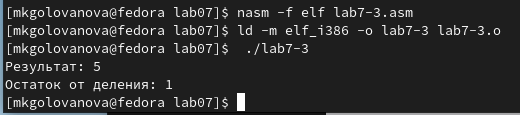 [mkgolovanova@fedora lab07]$ nasm -f elf lab7-3.asm
[mkgolovanova@fedora lab07]$ ld -m elf_i386 -o lab7-3 lab7-3.o
[mkgolovanova@fedora lab07]$  ./lab7-3
Результат: 5
Остаток от деления: 1
[mkgolovanova@fedora lab07]$